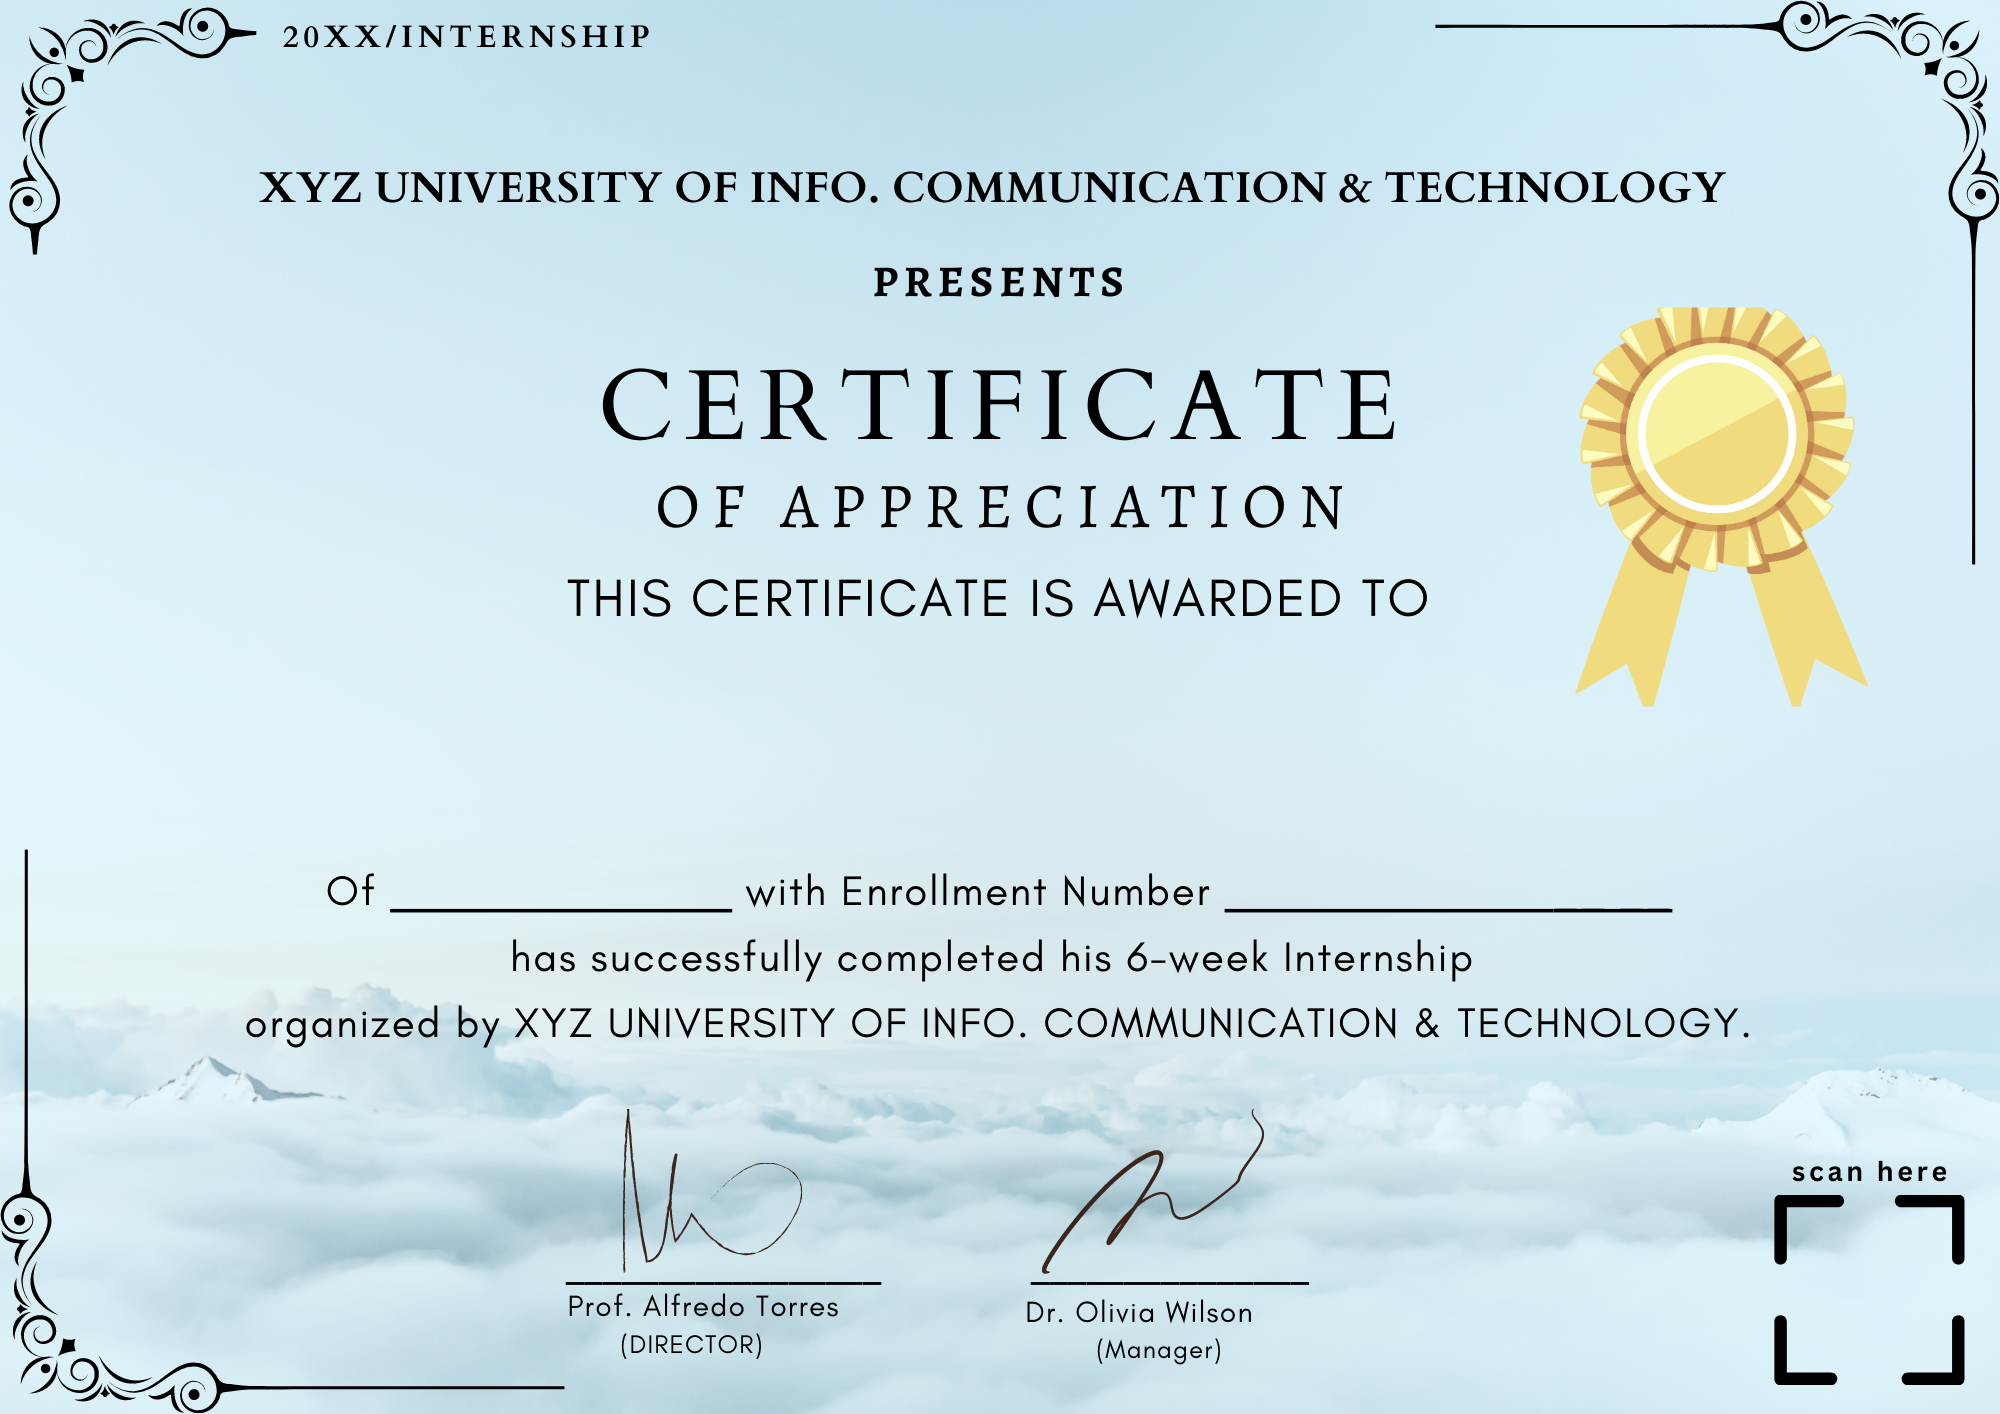 20XX/INTERNSHIP
XYZ UNIVERSITY OF INFO. COMMUNICATION & TECHNOLOGY
PRESENTS
CERTIFICATE
OF APPRECIATION
THIS CERTIFICATE IS AWARDED TO
Of ________________ with Enrollment Number ____________________
has successfully completed his 6-week Internship
organized by XYZ UNIVERSITY OF INFO. COMMUNICATION & TECHNOLOGY.
scan here
Prof. Alfredo Torres
(DIRECTOR)
Dr. Olivia Wilson
(Manager)